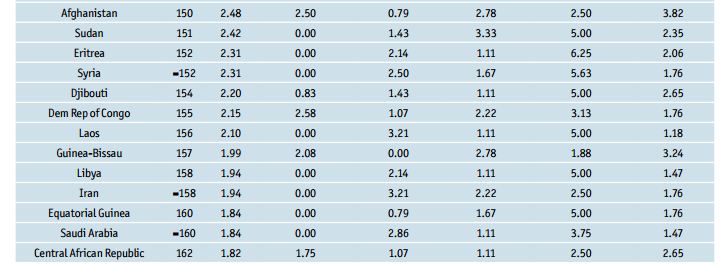 Afghanistan 150 2.48 2.50 0.79 2.78 2.50 3.82
Sudan 151 2.42 0.00 1.43 3.33 5.00 2.35
Eritrea 152 2.31 0.00 2.14 1.11 6.25 2.06
Syria =152 2.31 0.00 2.50 1.67 5.63 1.76
Djibouti 154 2.20 0.83 1.43 1.11 5.00 2.65
Dem Rep of Congo 155 2.15 2.58 1.07 2.22 3.13 1.76
Laos 156 2.10 0.00 3.21 1.11 5.00 1.18
Guinea-Bissau 157 1.99 2.08 0.00 2.78 1.88 3.24
Libya 158 1.94 0.00 2.14 1.11 5.00 1.47
Iran =158 1.94 0.00 3.21 2.22 2.50 1.76
Equatorial Guinea 160 1.84 0.00 0.79 1.67 5.00 1.76
Saudi Arabia =160 1.84 0.00 2.86 1.11 3.75 1.47
Central African Republic 162 1.82 1.75 1.07 1.11 2.50 2.65